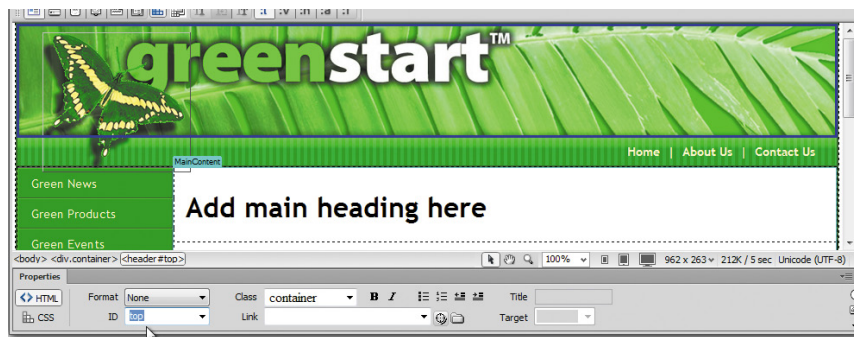 greenstart™
Home | About Us | Contact Us
MainContent
Green News
Green Products
Green Events
Add main heading here
<body> <div.container> <header #top>
100%
962 x 263 212K / 5 sec Unicode (UTF-8)
Properties
<> HTML Format None Class container B I Title
CSS ID top Link Target